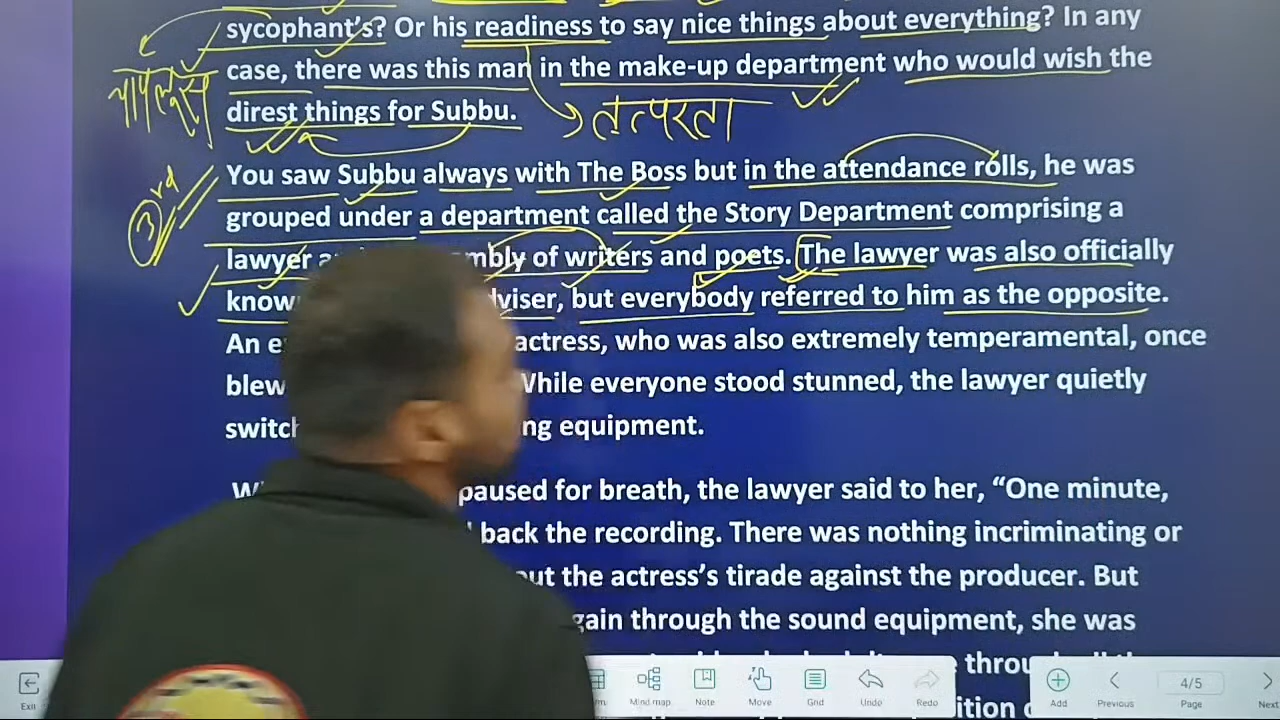 sycophant's? Or his readiness to say nice things about everything? In any
चापलूस
case, there was this man in the make-up department who would wish the
direst things for Subbu.
तत्परता
3rd
You saw Subbu always with The Boss but in the attendance rolls, he was
grouped under a department called the Story Department comprising a
lawyer a mbly of writers and poets. The lawyer was also officially
know viser, but everybody referred to him as the opposite.
An e actress, who was also extremely temperamental, once
blew While everyone stood stunned, the lawyer quietly
switch ng equipment.
paused for breath, the lawyer said to her, "One minute,
back the recording. There was nothing incriminating or
ut the actress's tirade against the producer. But
gain through the sound equipment, she was
Exit
Mind map
Note
Move
Grid
Undo
Redo
Add
Previous
4/5
Page
Next